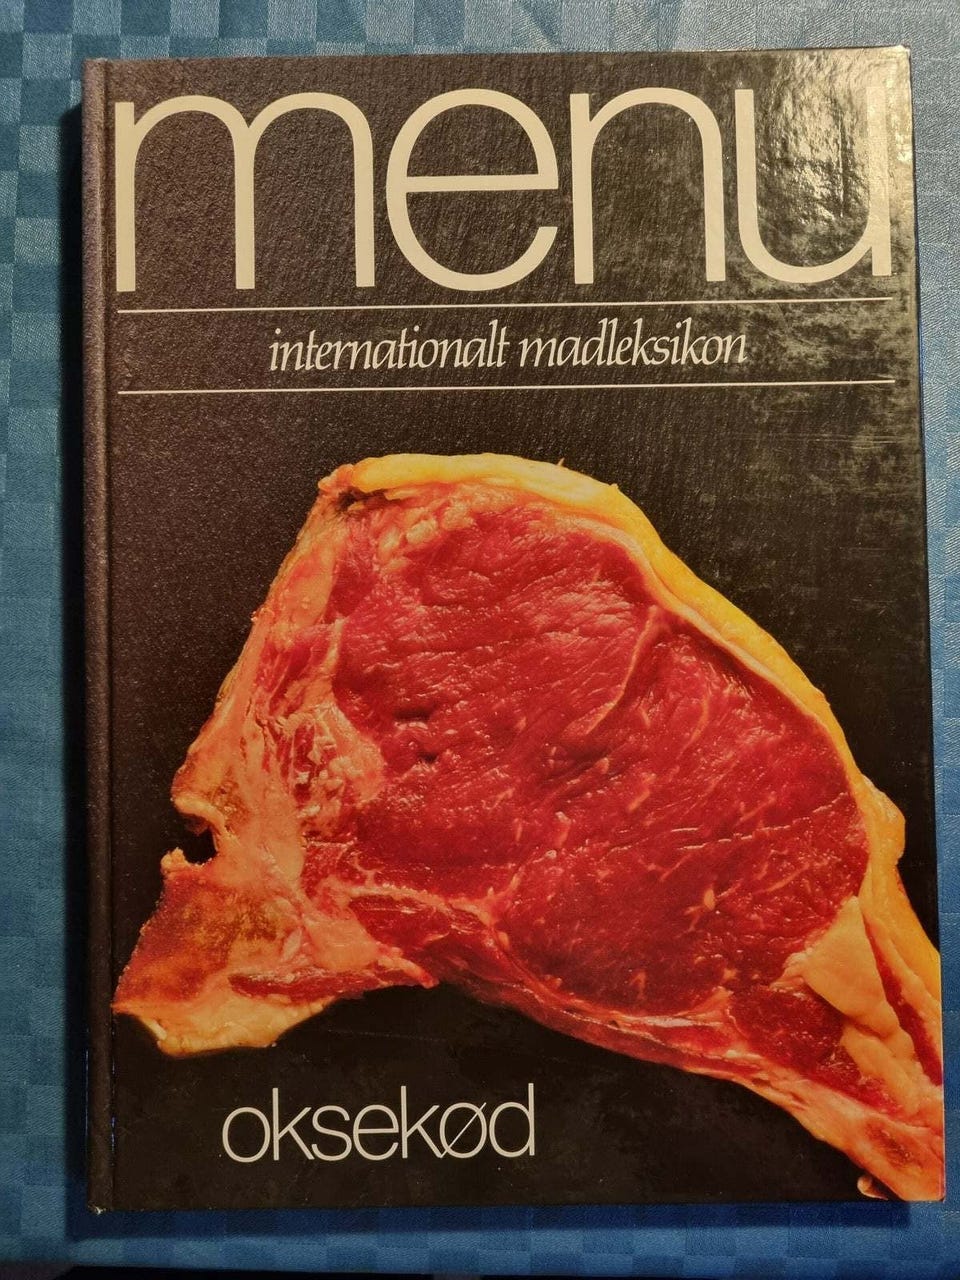 menu
internationalt madleksikon
oksekød